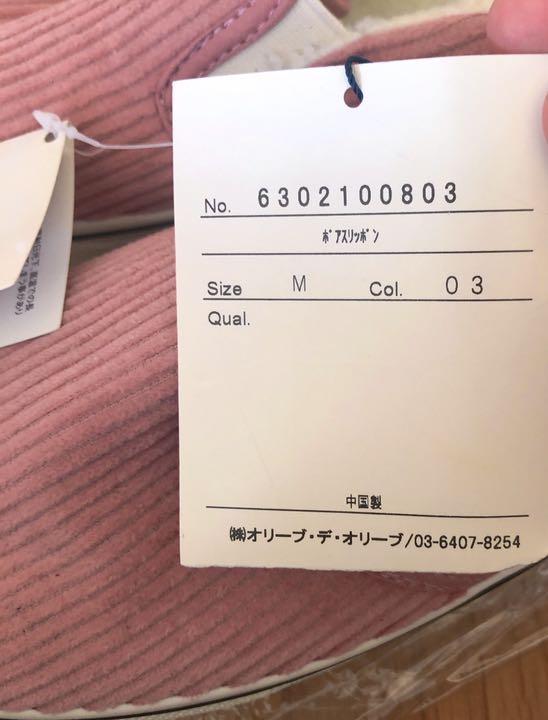 No. 6302100803
ﾎﾞｱｽﾘｯﾎﾟﾝ
Size M Col. 03
Qual.
中国製
㈱オリーブ・デ・オリーブ/03-6407-8254